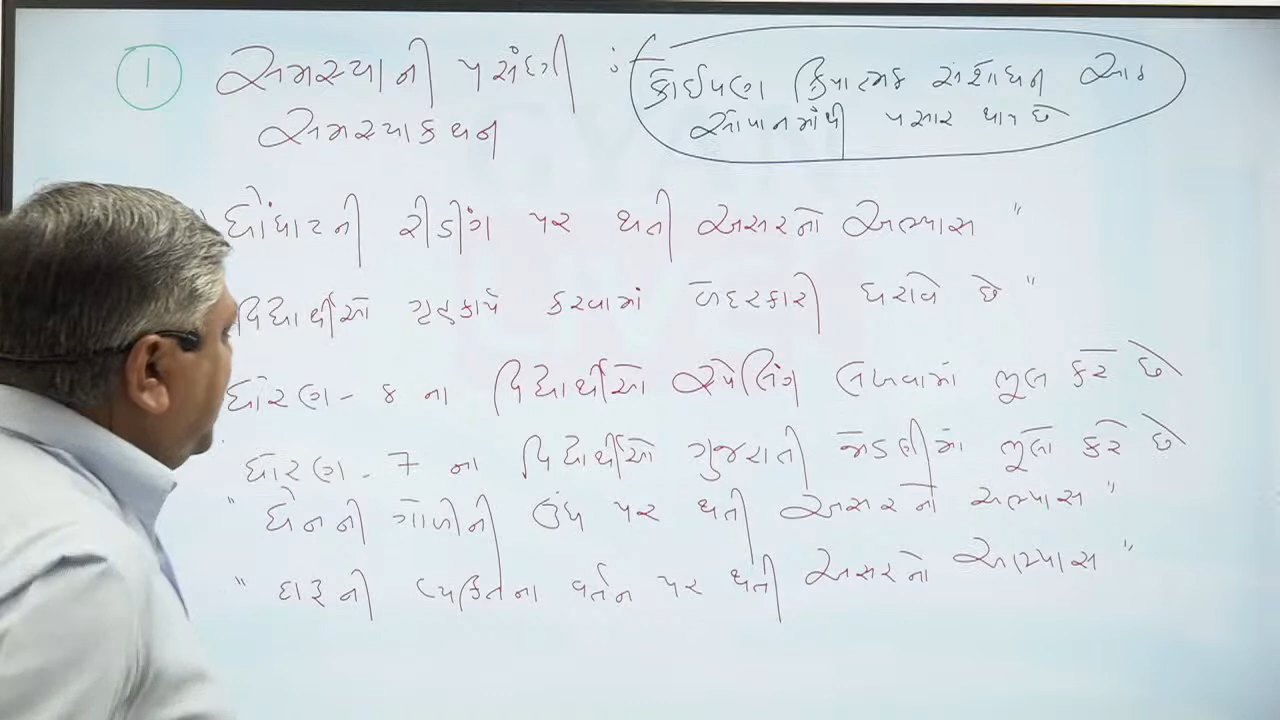 1 સમસ્યાની પસંદગી :-
સમસ્યાકથન
કોઈપણ ક્રિયાત્મક સંશોધન આઠ
સોપાનમાંથી પસાર થાય છે
ઘોંઘાટની રીડીંગ પર થતી અસરનો અભ્યાસ "
વિદ્યાર્થીઓ ગૃહકાર્ય કરવામાં બેદરકારી ધરાવે છે "
ધોરણ - ૪ ના વિદ્યાર્થીઓ સ્પેલિંગ લખવામાં ભૂલ કરે છે
ધોરણ - 7 ના વિદ્યાર્થીઓ ગુજરાતી જોડણીમાં ભૂલો કરે છે
" ઘેનની ગોળીની ઉંઘ પર થતી અસરનો અભ્યાસ "
" દારૂની વ્યક્તિના વર્તન પર થતી અસરનો અભ્યાસ "